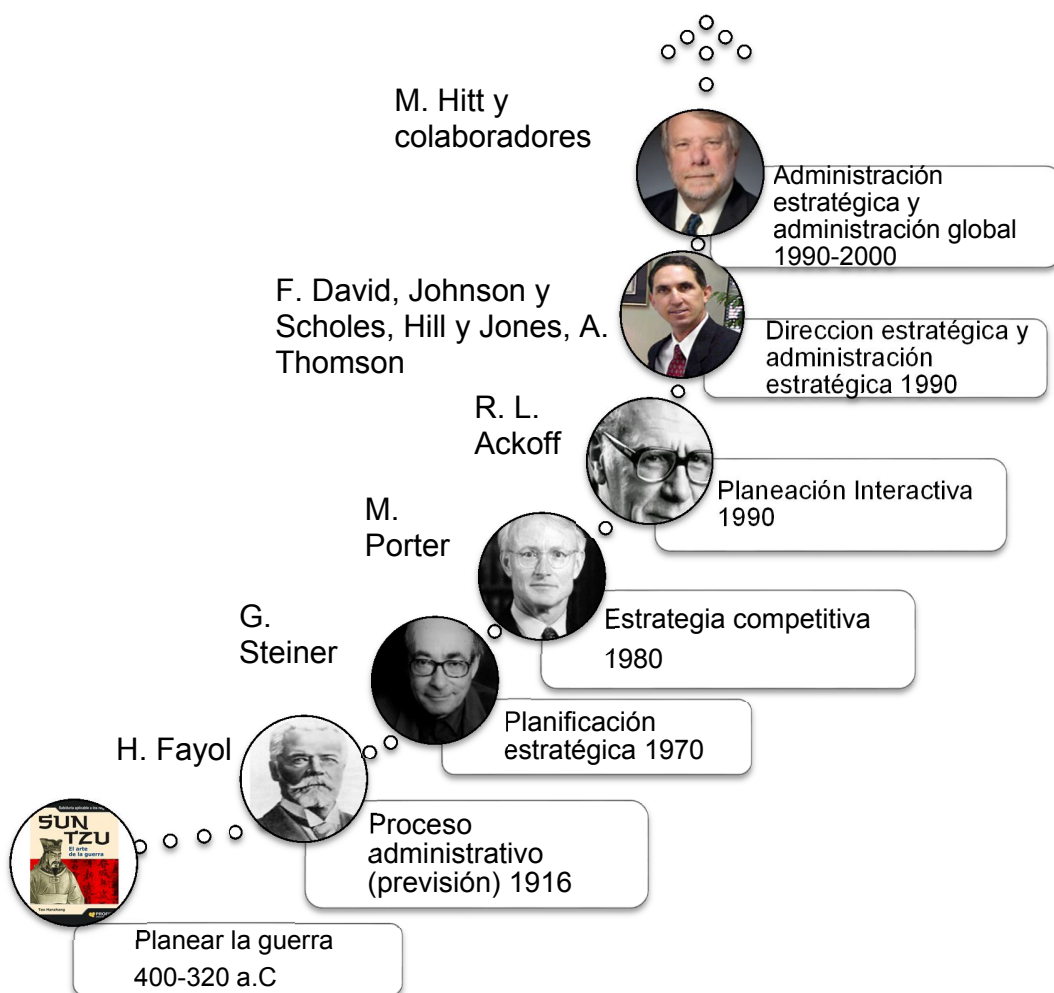 M. Hitt y
colaboradores
Administración
estratégica y
administración global
1990-2000
F. David, Johnson y
Scholes, Hill y Jones, A.
Thomson
Direccion estratégica y
administración
estratégica 1990
R. L.
Ackoff
Planeación Interactiva
1990
M.
Porter
Estrategia competitiva
1980
G.
Steiner
Planificación
estratégica 1970
H. Fayol
Proceso
administrativo
(previsión) 1916
SUN
TZU
El arte
de la guerra
Planear la guerra
400-320 a.C